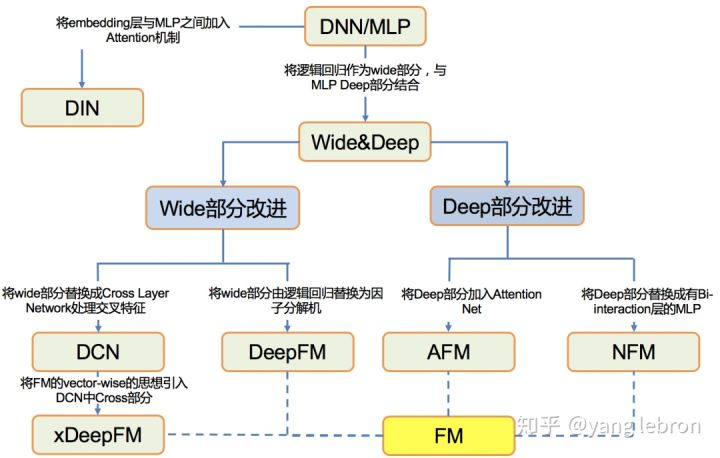 将embedding层与MLP之间加入
Attention机制
DNN/MLP
将逻辑回归作为wide部分，与
MLP Deep部分结合
DIN
Wide&Deep
Wide部分改进
Deep部分改进
将wide部分替换成Cross Layer
Network处理交叉特征
将wide部分由逻辑回归替换为因
子分解机
将Deep部分加入Attention
Net
将Deep部分替换成有Bi-
interaction层的MLP
DCN
DeepFM
AFM
NFM
将FM的vector-wise的思想引入
DCN中Cross部分
xDeepFM
FM
知乎 @yang lebron